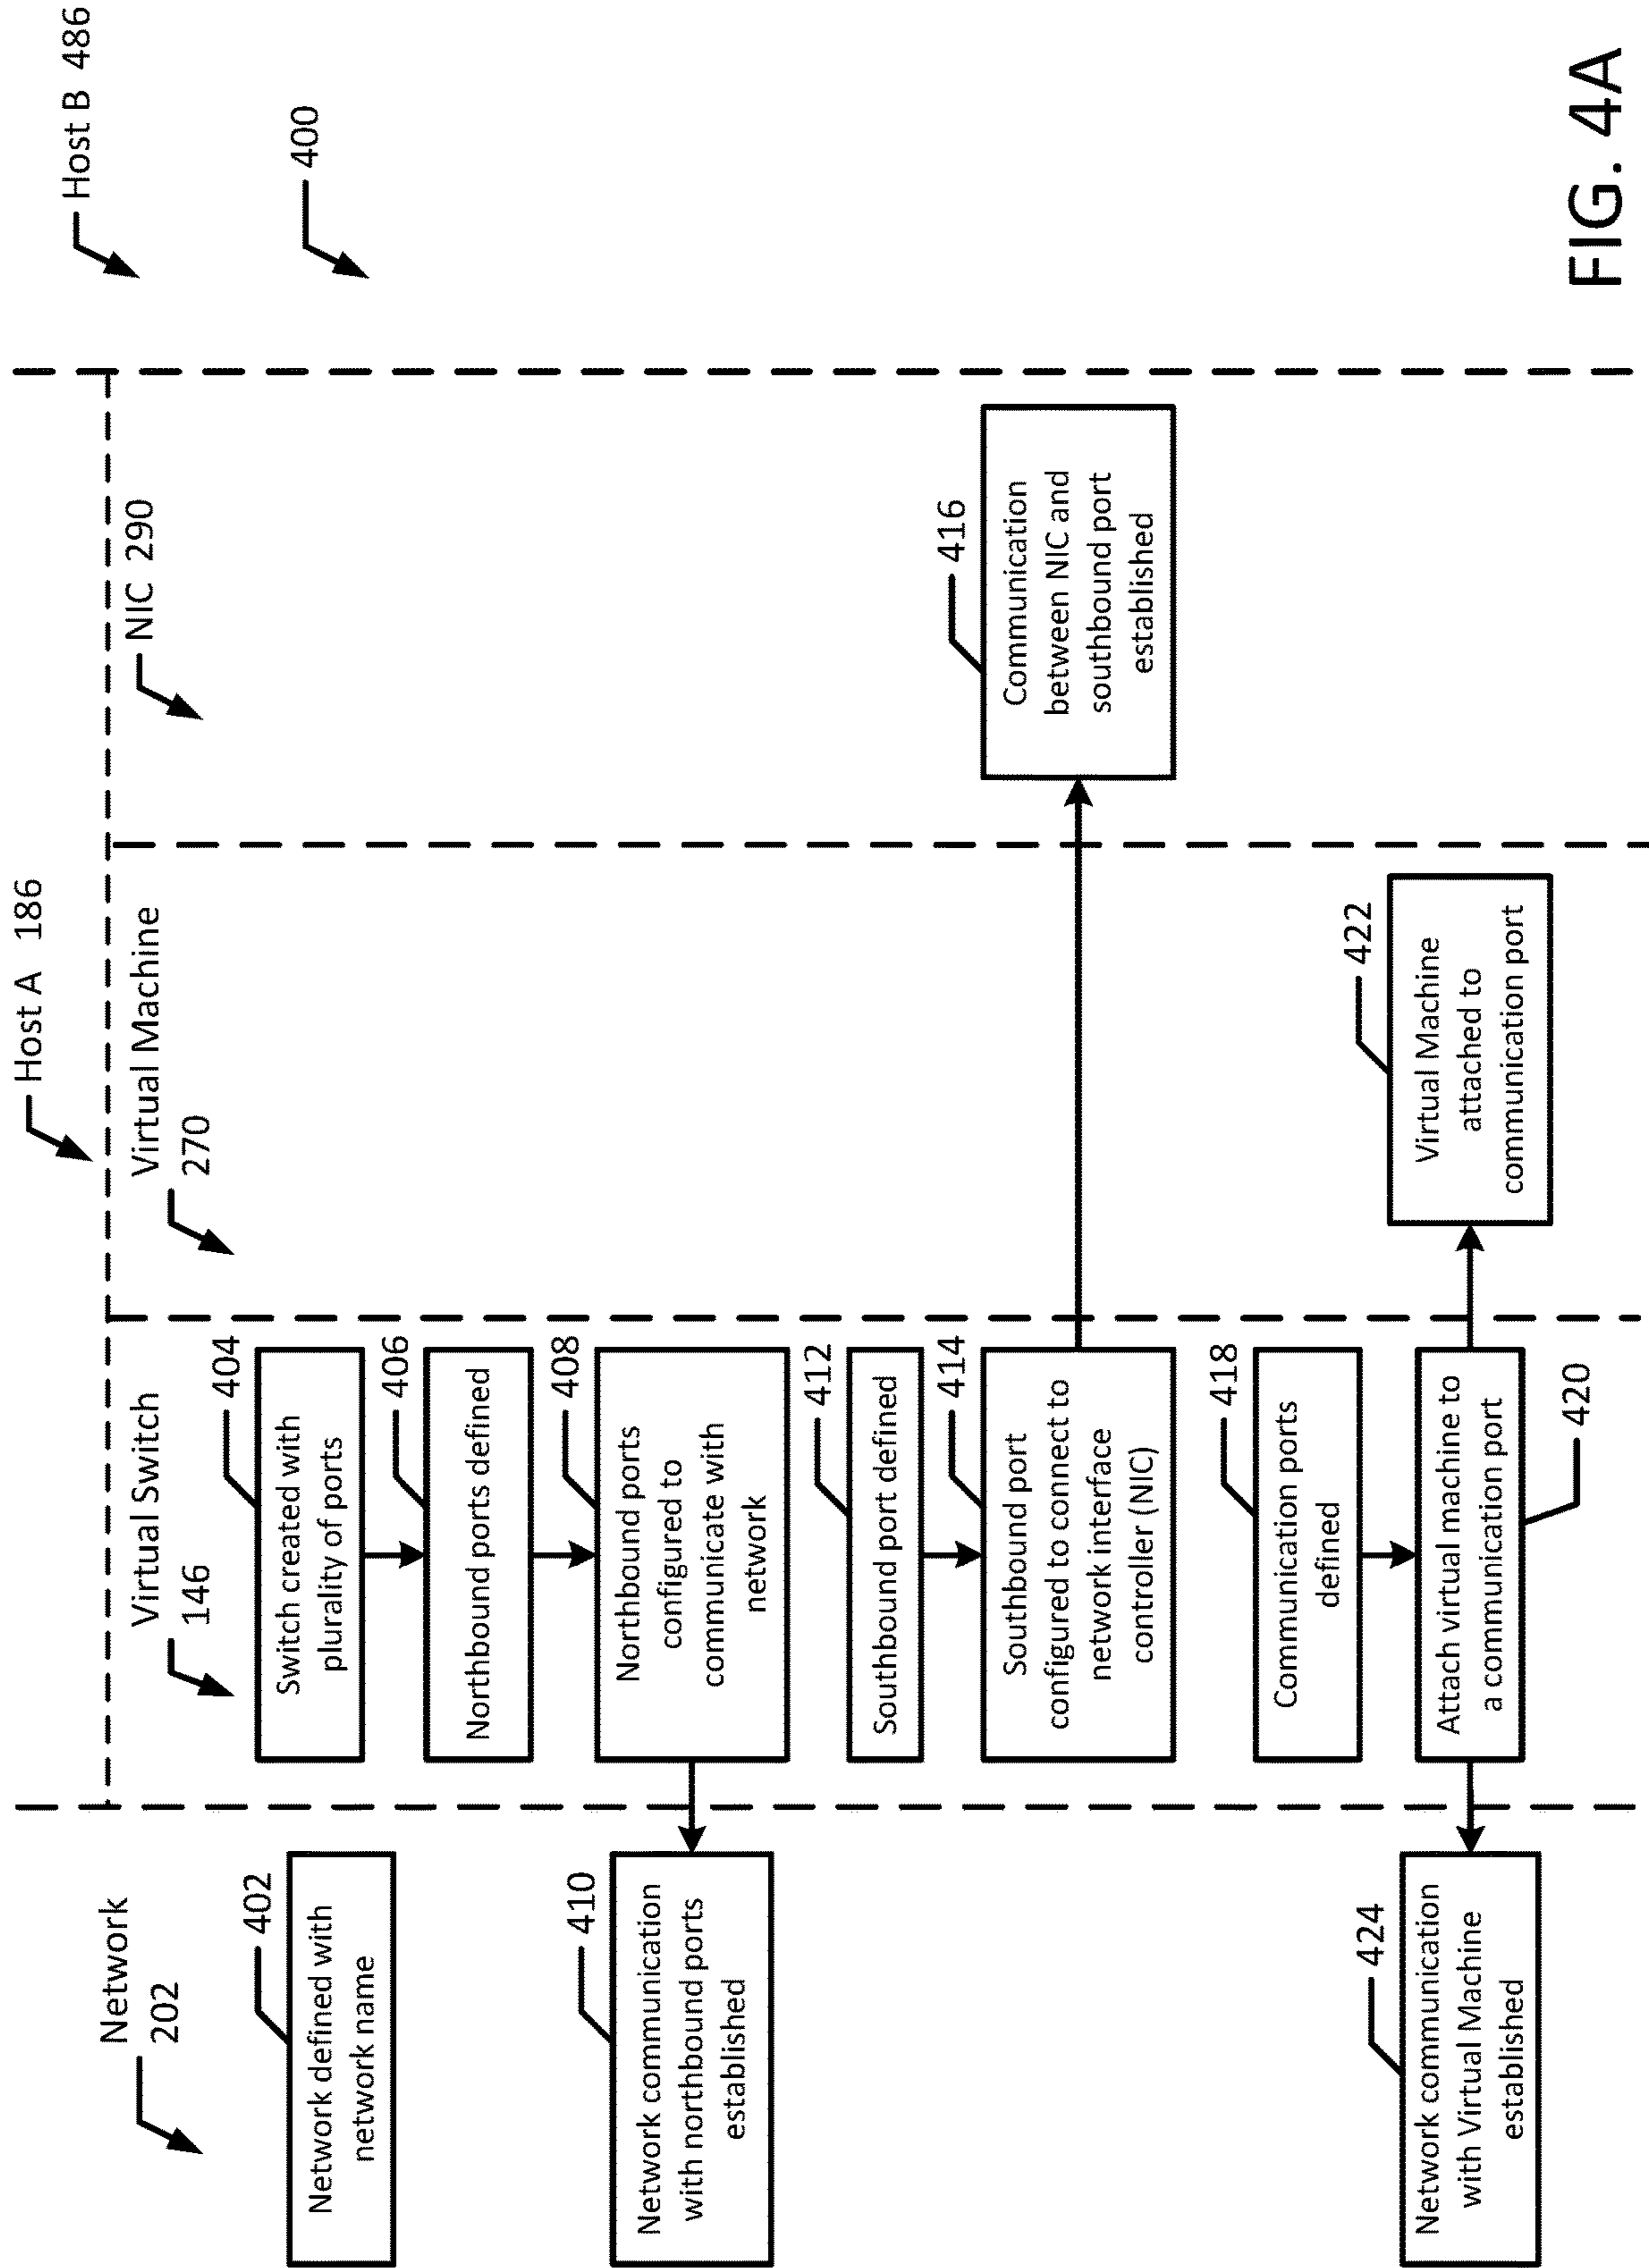 Host A  186
Host B  486
Network
202
Virtual Switch
146
Virtual Machine
270
NIC  290
400
402
Network defined with
network name
404
Switch created with
plurality of ports
406
Northbound ports defined
408
Northbound ports
configured to
communicate with
network
410
Network communication
with northbound ports
established
412
Southbound port defined
414
Southbound port
configured to connect to
network interface
controller (NIC)
416
Communication
between NIC and
southbound port
established
418
Communication ports
defined
Attach virtual machine to
a communication port
420
422
Virtual Machine
attached to
communication port
424
Network communication
with Virtual Machine
established
FIG. 4A